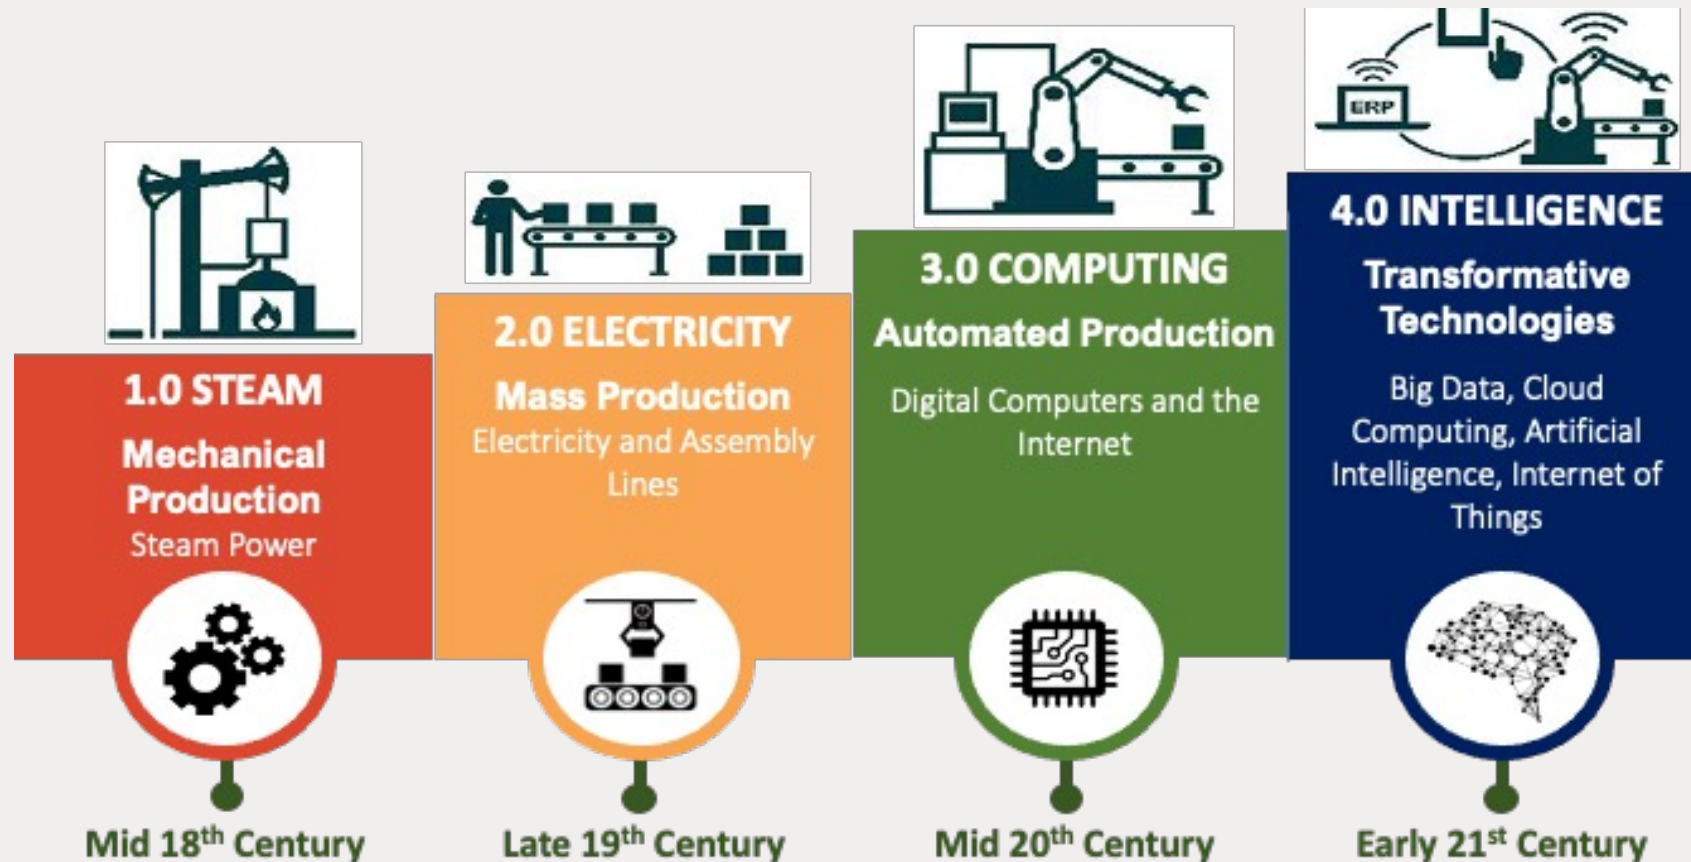 ERP
1.0 STEAM
Mechanical
Production
Steam Power
Mid 18th Century
2.0 ELECTRICITY
Mass Production
Electricity and Assembly
Lines
Late 19th Century
3.0 COMPUTING
Automated Production
Digital Computers and the
Internet
Mid 20th Century
4.0 INTELLIGENCE
Transformative
Technologies
Big Data, Cloud
Computing, Artificial
Intelligence, Internet of
Things
Early 21st Century